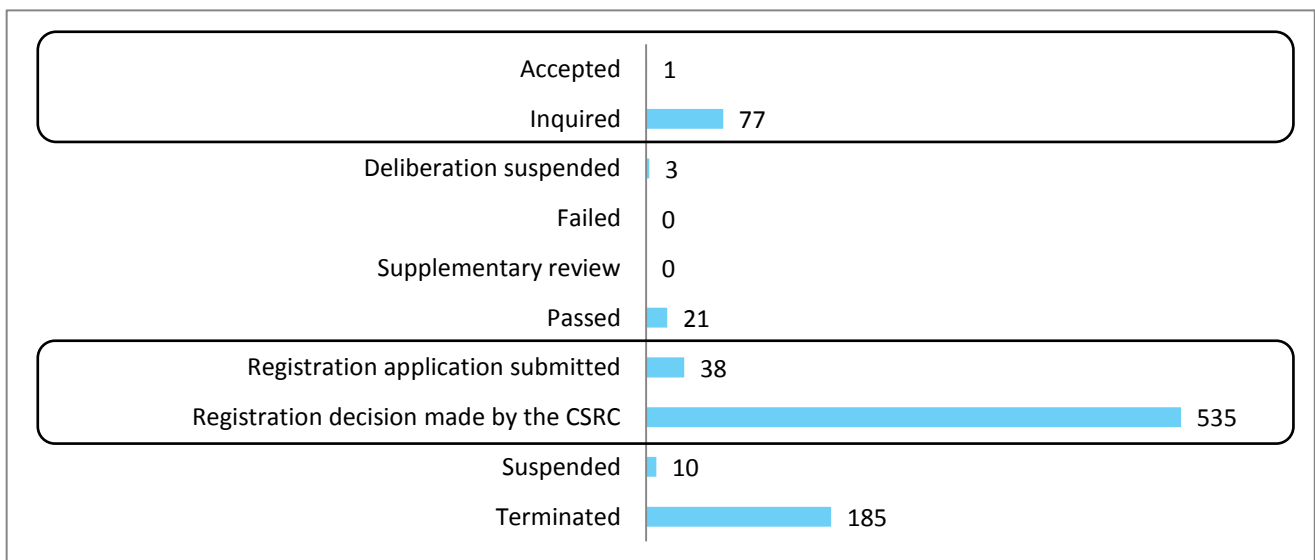 Accepted 1
Inquired 77
Deliberation suspended 3
Failed 0
Supplementary review 0
Passed 21
Registration application submitted 38
Registration decision made by the CSRC 535
Suspended 10
Terminated 185